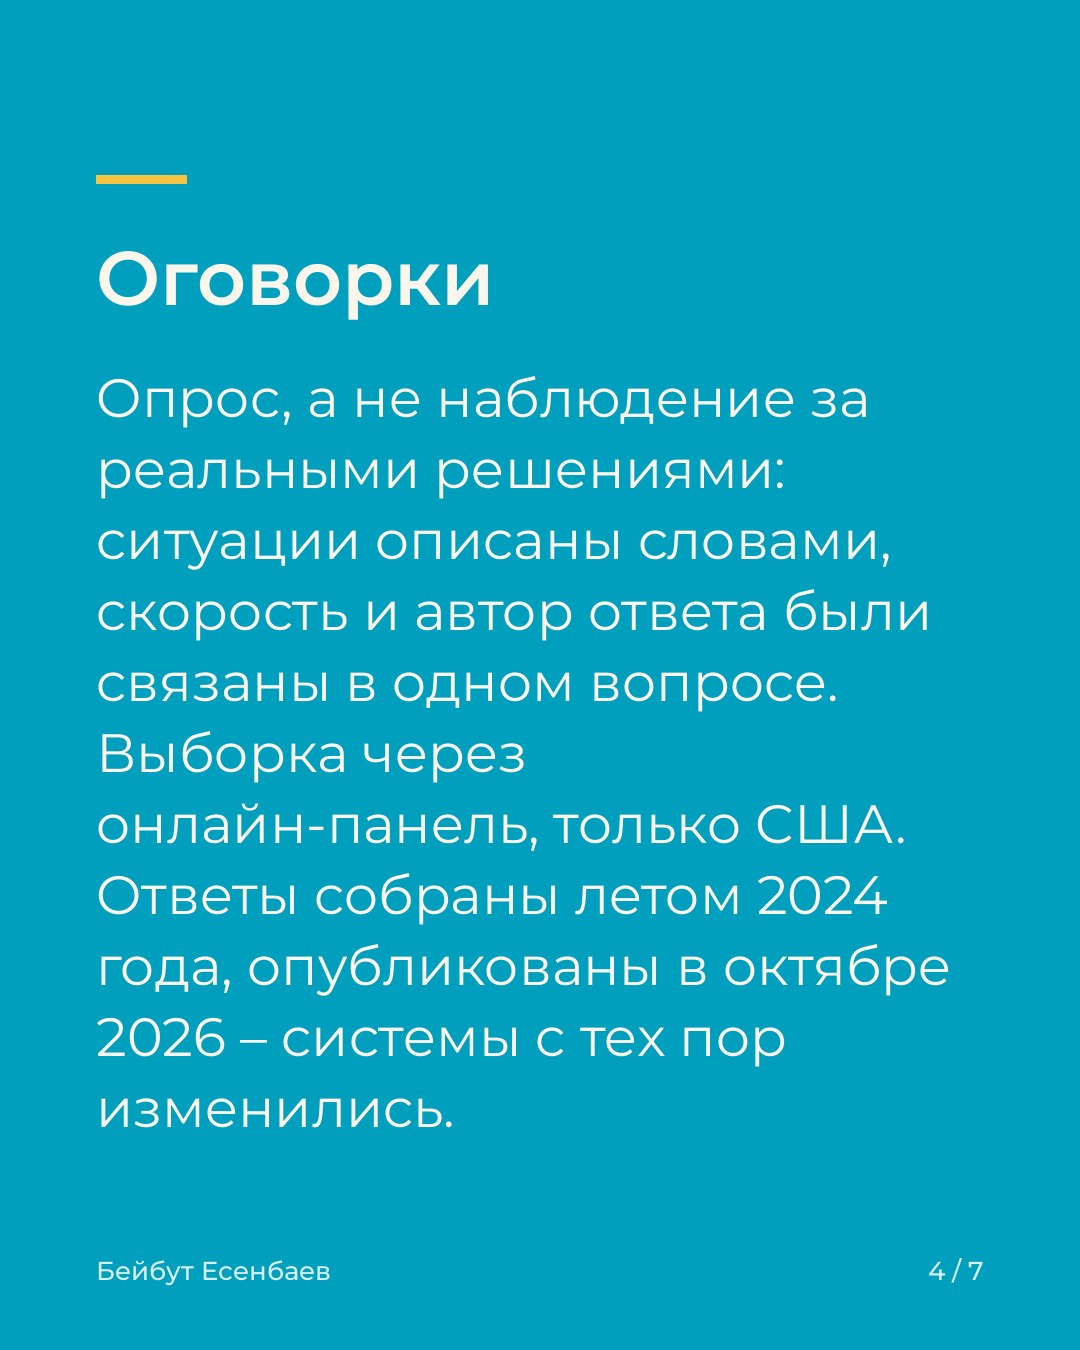 Оговорки
Опрос, а не наблюдение за
реальными решениями:
ситуации описаны словами,
скорость и автор ответа были
связаны в одном вопросе.
Выборка через
онлайн-панель, только США.
Ответы собраны летом 2024
года, опубликованы в октябре
2026 – системы с тех пор
изменились.
Бейбут Есенбаев
4 / 7